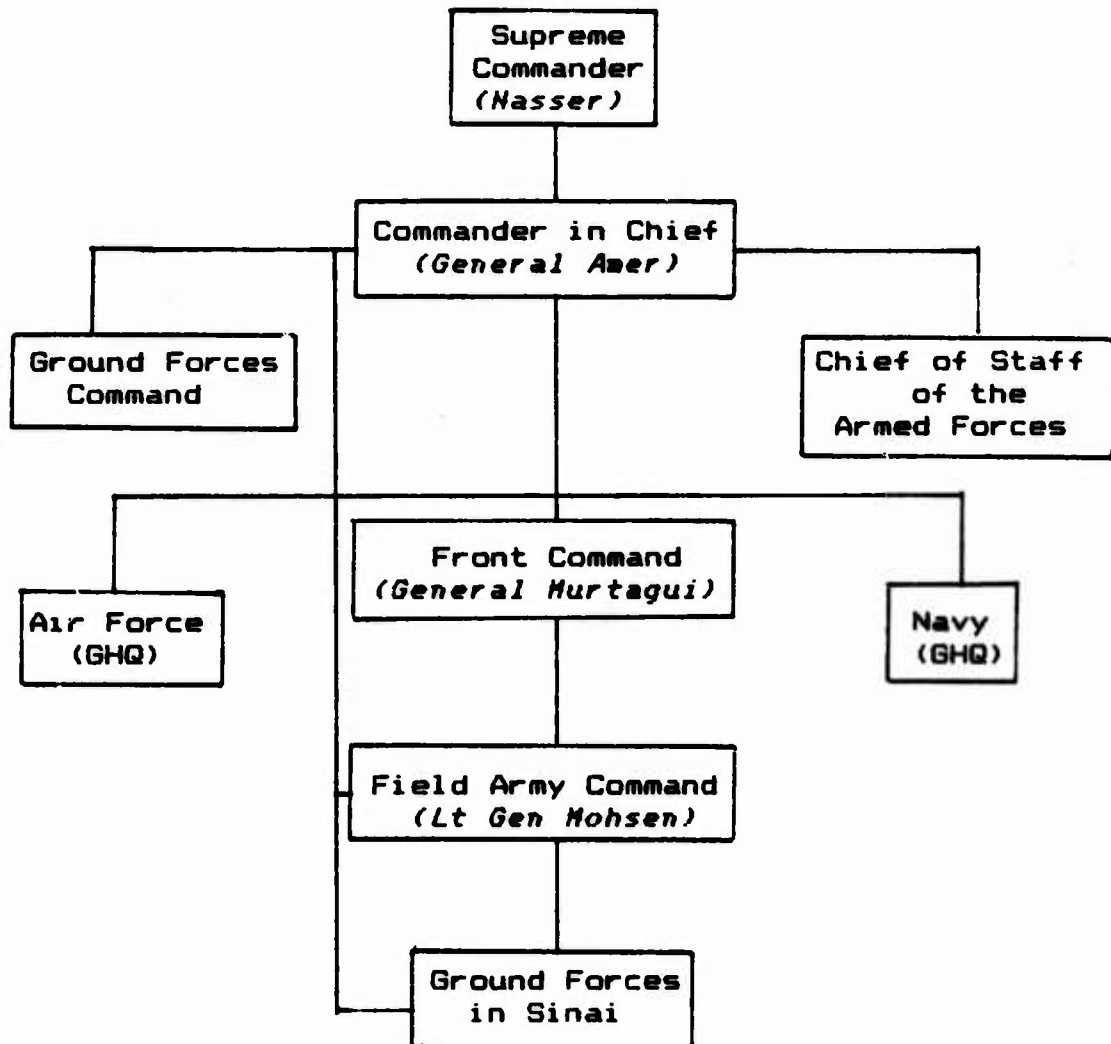 Supreme
Commander
(Nasser)
Commander in Chief
(General Amer)
Ground Forces
Command
Chief of Staff
of the
Armed Forces
Front Command
(General Murtagui)
Air Force
(GHQ)
Navy
(GHQ)
Field Army Command
(Lt Gen Mohsen)
Ground Forces
in Sinai